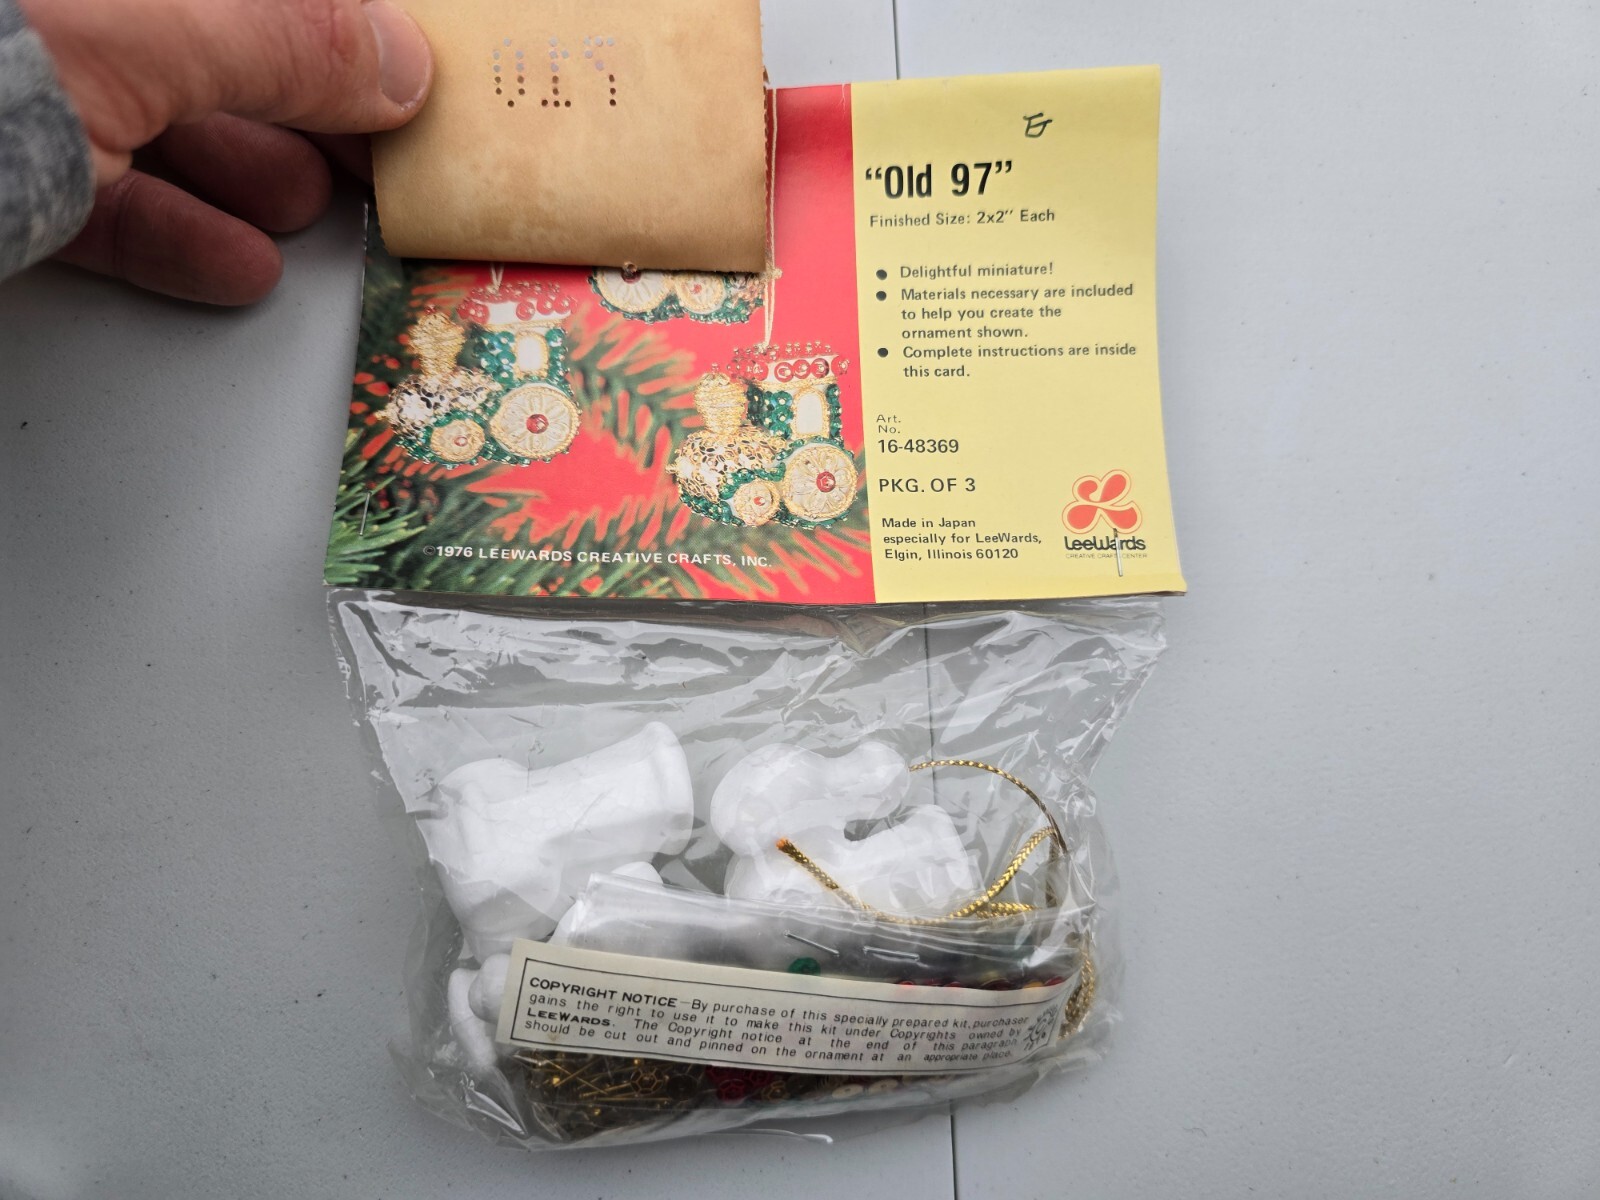 "Old 97"
Finished Size: 2x2" Each
● Delightful miniature!
● Materials necessary are included
to help you create the
ornament shown.
● Complete instructions are inside
this card.
Art.
No.
16-48369
PKG. OF 3
Made in Japan
especially for LeeWards,
Elgin, Illinois 60120
LeeWards
CREATIVE CRAFTS CENTER
©1976 LEEWARDS CREATIVE CRAFTS, INC.
COPYRIGHT NOTICE—By purchase of this specially prepared kit, purchaser
gains the right to use it to make this kit under Copyrights owned by
LEEWARDS. The Copyright notice at the end of this paragraph
should be cut out and pinned on the ornament at an appropriate place.